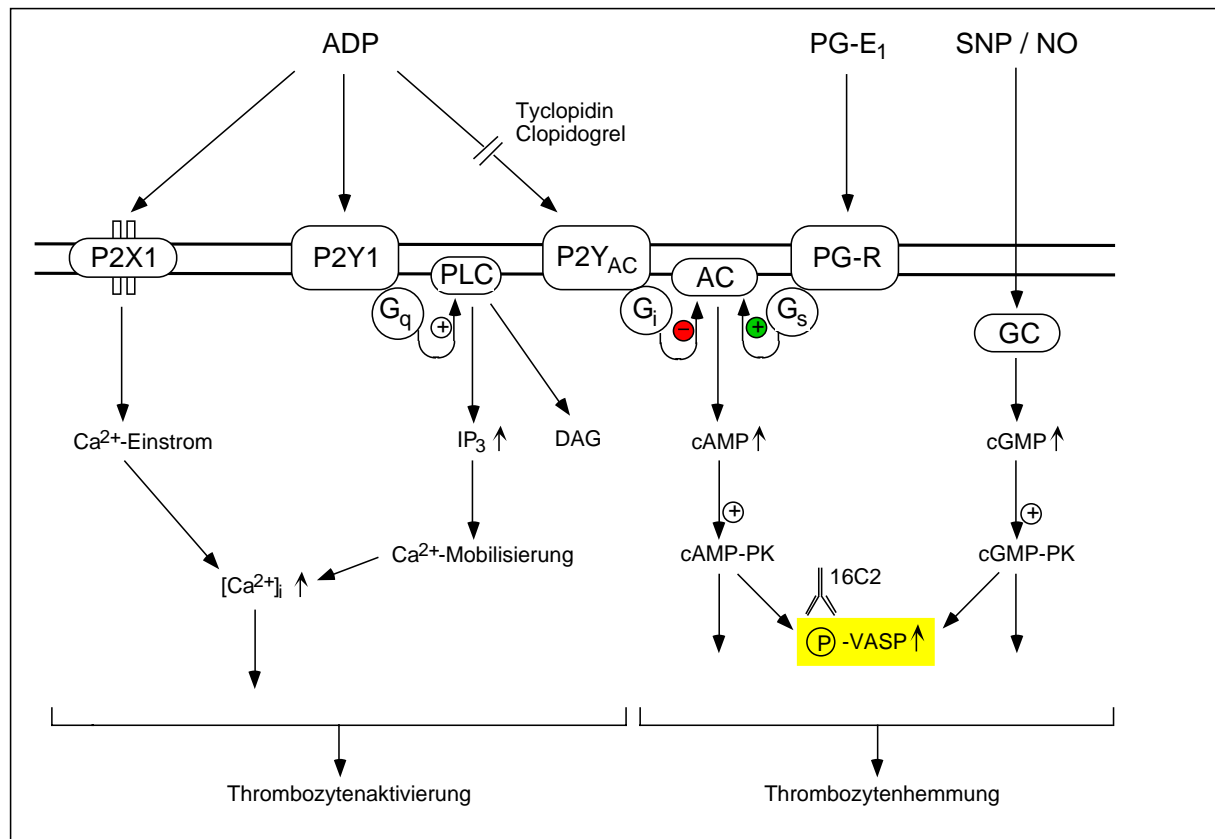 ADP
PG-E1
SNP / NO
Tyclopidin
Clopidogrel
P2X1
P2Y1
PLC
P2YAC
AC
PG-R
Gq
+
Gi
−
+
Gs
GC
Ca2+-Einstrom
IP3
DAG
cAMP
cGMP
+
+
Ca2+-Mobilisierung
cAMP-PK
cGMP-PK
[Ca2+]i
16C2
P -VASP
Thrombozytenaktivierung
Thrombozytenhemmung